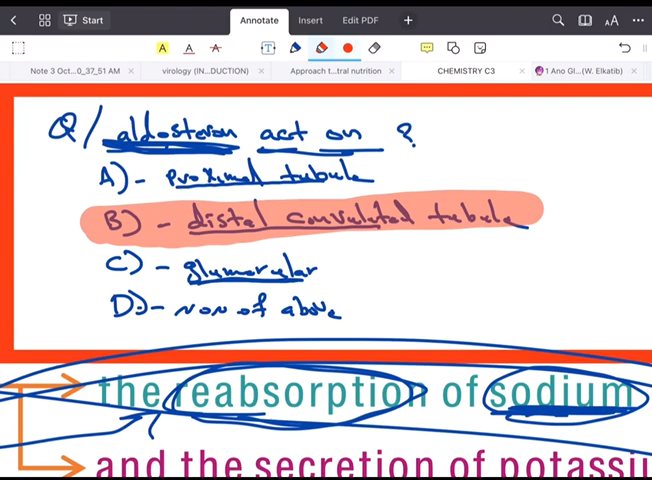 Start
Annotate
Insert
Edit PDF
Note 3 Oct...0_37_51 AM
virology (IN...DUCTION)
Approach t...tral nutrition
CHEMISTRY C3
1 Ano Gl...(W. Elkatib)
Q/ aldosteron act on ?
A)- proximal tubule
B) - distal convulated tubule
C) - glumorular
D)- non of above
the reabsorption of sodium
and the secretion of potassiu